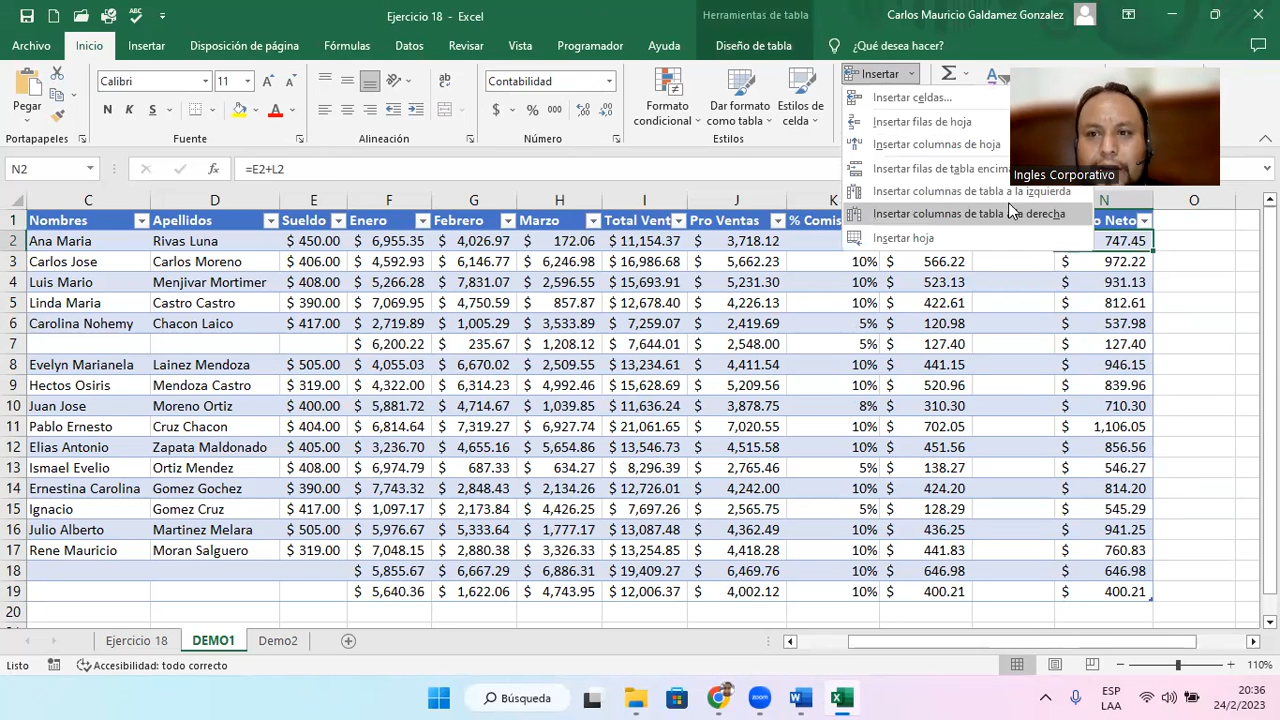 Ejercicio 18 - Excel
Herramientas de tabla
Carlos Mauricio Galdamez Gonzalez
Archivo Inicio Insertar Disposición de página Fórmulas Datos Revisar Vista Programador Ayuda Diseño de tabla ¿Qué desea hacer?
Pegar
Calibri 11
N K S
ab
Contabilidad
$ % 000
Formato condicional
Dar formato como tabla
Estilos de celda
Insertar
Insertar celdas...
Insertar filas de hoja
Insertar columnas de hoja
Insertar filas de tabla encim
Insertar columnas de tabla a la izquierda
Insertar columnas de tabla derecha
Insertar hoja
Portapapeles Fuente Alineación Número Estilos
Ingles Corporativo
N2 fx =E2+L2
C D E F G H I J K N O
1 Nombres Apellidos Sueldo Enero Febrero Marzo Total Vent Pro Ventas % Comis Neto
2 Ana Maria Rivas Luna $ 450.00 $ 6,955.35 $ 4,026.97 $ 172.06 $ 11,154.37 $ 3,718.12 747.45
3 Carlos Jose Carlos Moreno $ 406.00 $ 4,592.93 $ 6,146.77 $ 6,246.98 $ 16,986.68 $ 5,662.23 10% $ 566.22 $ 972.22
4 Luis Mario Menjivar Mortimer $ 408.00 $ 5,266.28 $ 7,831.07 $ 2,596.55 $ 15,693.91 $ 5,231.30 10% $ 523.13 $ 931.13
5 Linda Maria Castro Castro $ 390.00 $ 7,069.95 $ 4,750.59 $ 857.87 $ 12,678.40 $ 4,226.13 10% $ 422.61 $ 812.61
6 Carolina Nohemy Chacon Laico $ 417.00 $ 2,719.89 $ 1,005.29 $ 3,533.89 $ 7,259.07 $ 2,419.69 5% $ 120.98 $ 537.98
7 $ 6,200.22 $ 235.67 $ 1,208.12 $ 7,644.01 $ 2,548.00 5% $ 127.40 $ 127.40
8 Evelyn Marianela Lainez Mendoza $ 505.00 $ 4,055.03 $ 6,670.02 $ 2,509.55 $ 13,234.61 $ 4,411.54 10% $ 441.15 $ 946.15
9 Hectos Osiris Mendoza Castro $ 319.00 $ 4,322.00 $ 6,314.23 $ 4,992.46 $ 15,628.69 $ 5,209.56 10% $ 520.96 $ 839.96
10 Juan Jose Moreno Ortiz $ 400.00 $ 5,881.72 $ 4,714.67 $ 1,039.85 $ 11,636.24 $ 3,878.75 8% $ 310.30 $ 710.30
11 Pablo Ernesto Cruz Chacon $ 404.00 $ 6,814.64 $ 7,319.27 $ 6,927.74 $ 21,061.65 $ 7,020.55 10% $ 702.05 $ 1,106.05
12 Elias Antonio Zapata Maldonado $ 405.00 $ 3,236.70 $ 4,655.16 $ 5,654.86 $ 13,546.73 $ 4,515.58 10% $ 451.56 $ 856.56
13 Ismael Evelio Ortiz Mendez $ 408.00 $ 6,974.79 $ 687.33 $ 634.27 $ 8,296.39 $ 2,765.46 5% $ 138.27 $ 546.27
14 Ernestina Carolina Gomez Gochez $ 390.00 $ 7,743.32 $ 2,848.43 $ 2,134.26 $ 12,726.01 $ 4,242.00 10% $ 424.20 $ 814.20
15 Ignacio Gomez Cruz $ 417.00 $ 1,097.17 $ 2,173.84 $ 4,426.25 $ 7,697.26 $ 2,565.75 5% $ 128.29 $ 545.29
16 Julio Alberto Martinez Melara $ 505.00 $ 5,976.67 $ 5,333.64 $ 1,777.17 $ 13,087.48 $ 4,362.49 10% $ 436.25 $ 941.25
17 Rene Mauricio Moran Salguero $ 319.00 $ 7,048.15 $ 2,880.38 $ 3,326.33 $ 13,254.85 $ 4,418.28 10% $ 441.83 $ 760.83
18 $ 5,855.67 $ 6,667.29 $ 6,886.31 $ 19,409.27 $ 6,469.76 10% $ 646.98 $ 646.98
19 $ 5,640.36 $ 1,622.06 $ 4,743.95 $ 12,006.37 $ 4,002.12 10% $ 400.21 $ 400.21
20
Ejercicio 18 DEMO1 Demo2
Listo Accesibilidad: todo correcto 110%
Búsqueda
zoom
ESP
LAA
20:36
24/2/2023